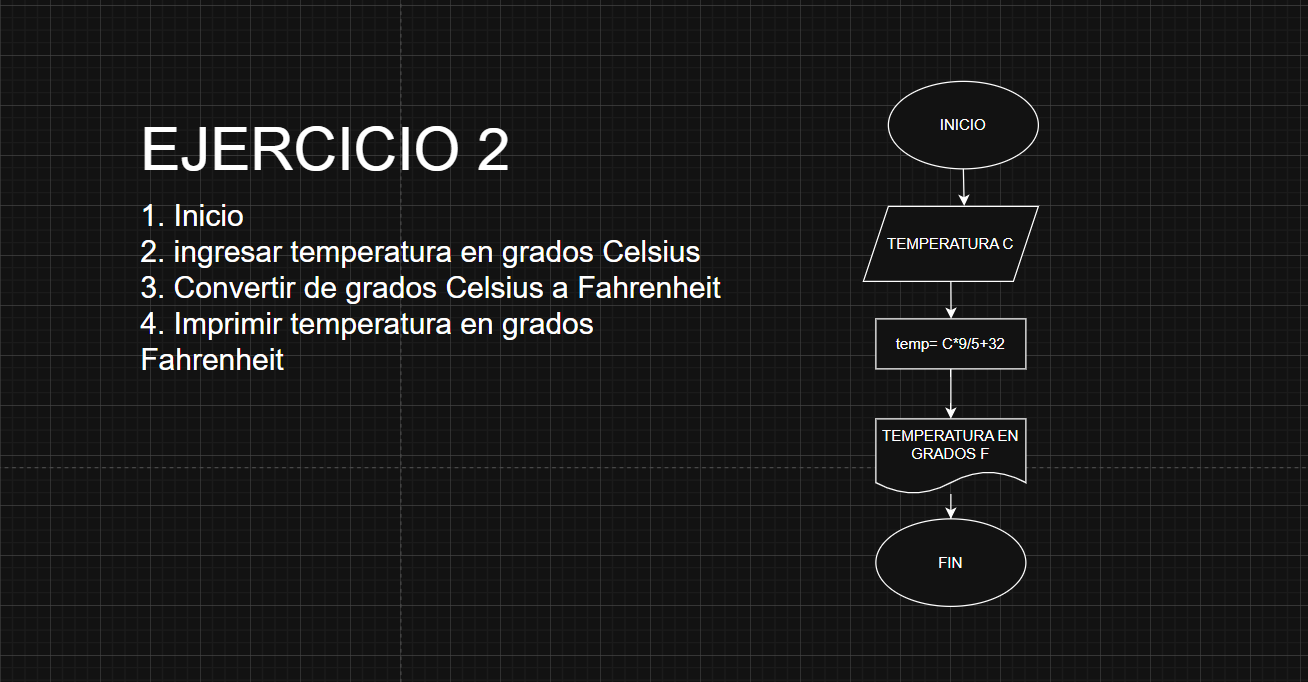 EJERCICIO 2
1. Inicio
2. ingresar temperatura en grados Celsius
3. Convertir de grados Celsius a Fahrenheit
4. Imprimir temperatura en grados
Fahrenheit
INICIO
TEMPERATURA C
temp= C*9/5+32
TEMPERATURA EN
GRADOS F
FIN